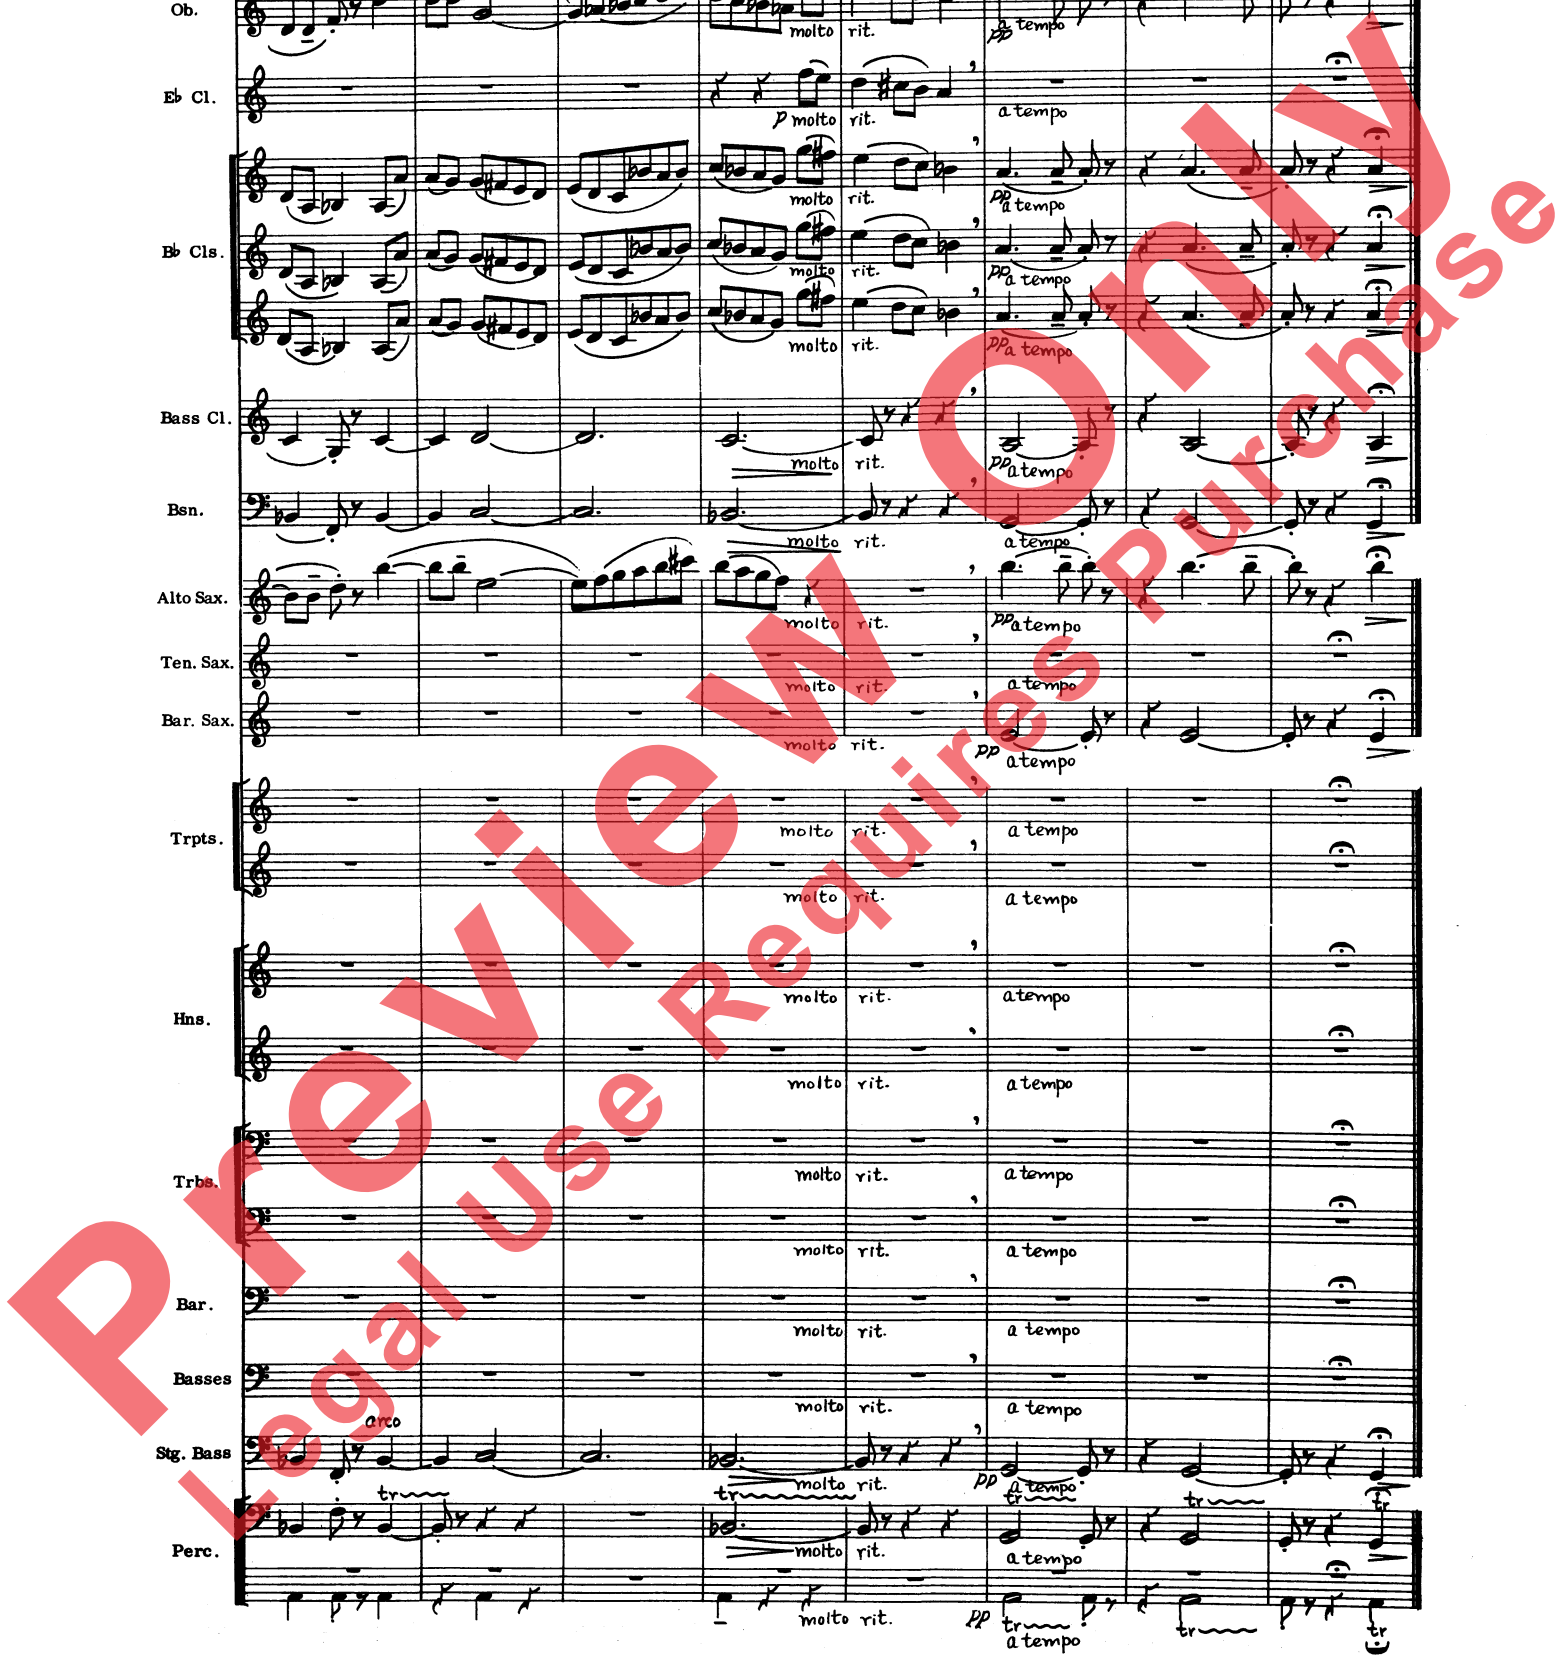 Ob.
molto rit.
pp a tempo
E♭ Cl.
p molto rit.
a tempo
molto rit.
pp a tempo
B♭ Cls.
molto rit.
pp a tempo
molto rit.
pp a tempo
Bass Cl.
molto rit.
pp a tempo
Bsn.
molto rit.
a tempo
Alto Sax.
molto rit.
pp a tempo
Ten. Sax.
molto rit.
a tempo
Bar. Sax.
molto rit.
pp a tempo
Trpts.
molto rit.
a tempo
molto rit.
a tempo
Hns.
molto rit.
a tempo
molto rit.
a tempo
Trbs.
molto rit.
a tempo
molto rit.
a tempo
Bar.
molto rit.
a tempo
Basses
molto rit.
a tempo
arco
Stg. Bass
molto rit.
pp a tempo
tr tr tr tr tr
Perc.
molto rit.
a tempo
molto rit.
pp tr tr tr
a tempo
Preview Only
Legal Use Requires Purchase